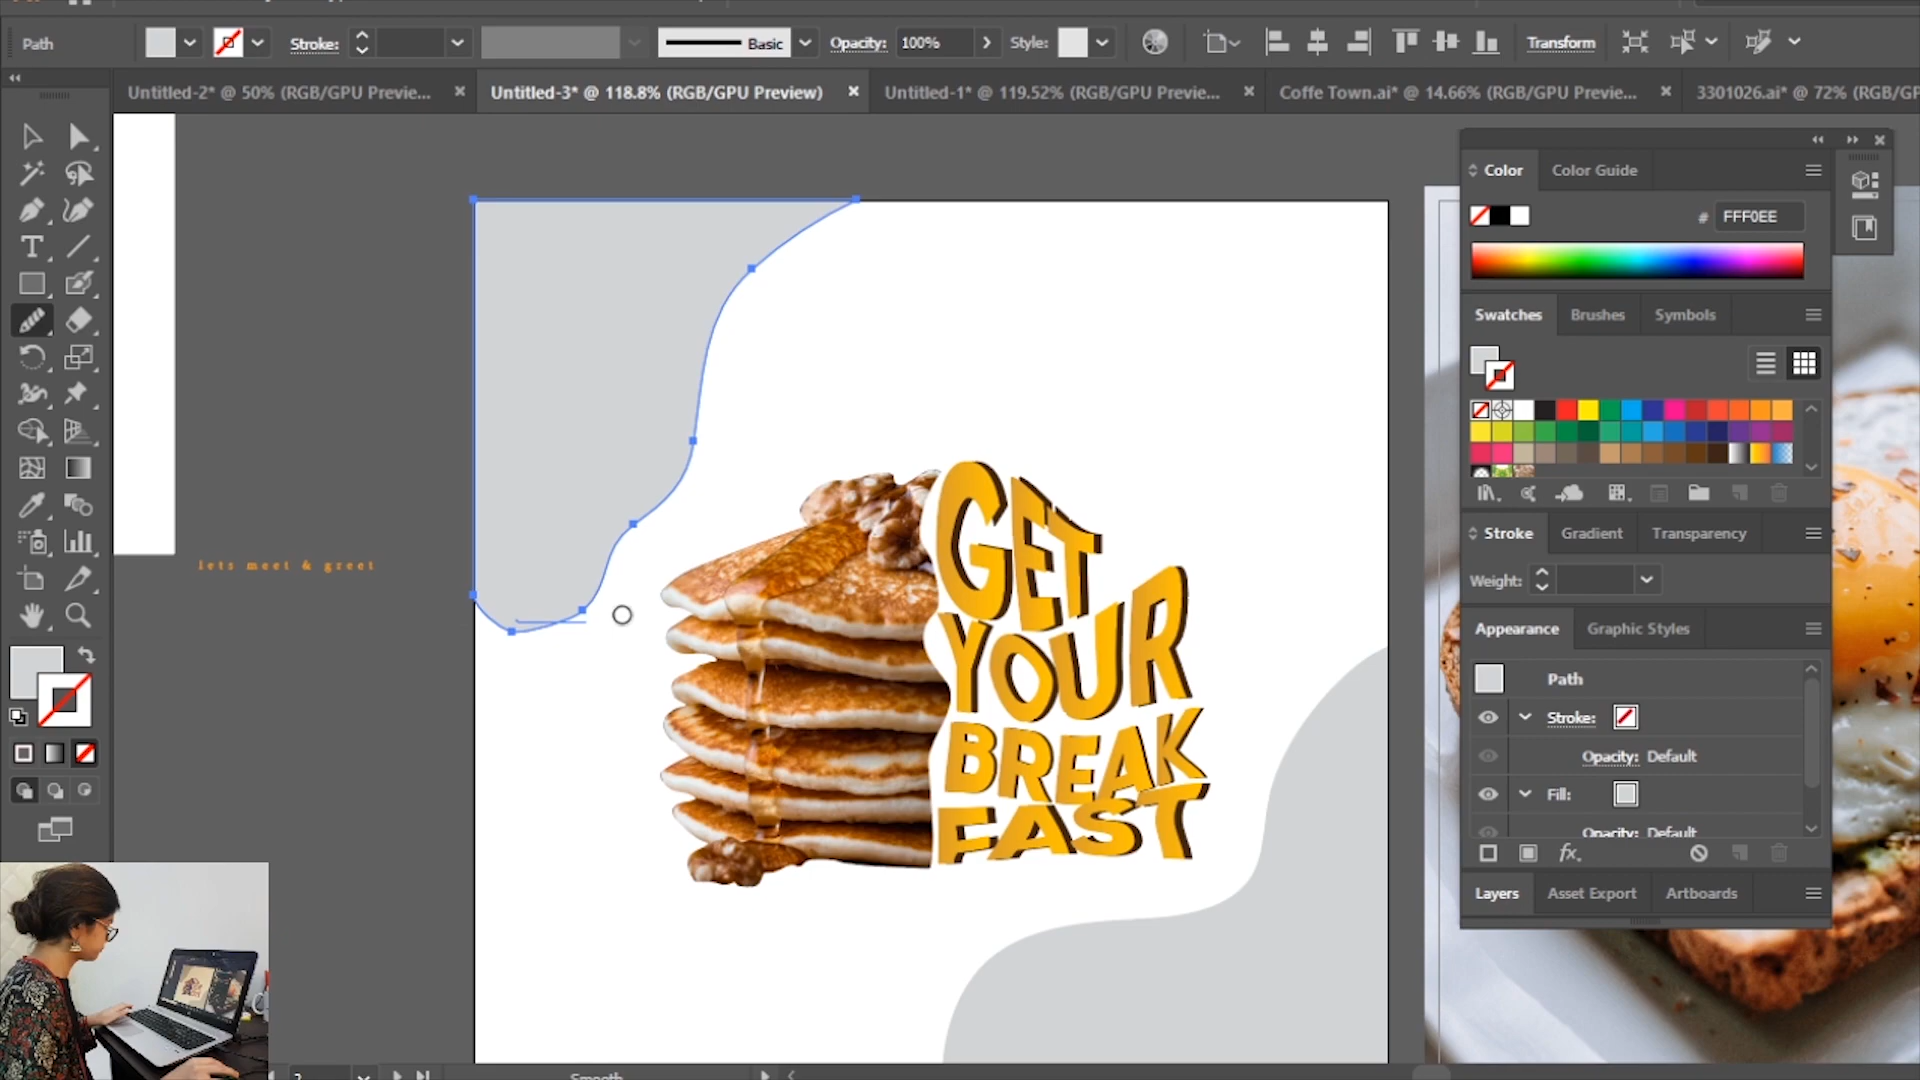 Path
Stroke:
Basic
Opacity:
100%
Style:
Transform
Untitled-2* @ 50% (RGB/GPU Previe...
Untitled-3* @ 118.8% (RGB/GPU Preview)
Untitled-1* @ 119.52% (RGB/GPU Previe...
Coffe Town.ai* @ 14.66% (RGB/GPU Previe...
3301026.ai* @ 72% (RGB/GP
Color
Color Guide
# FFF0EE
Swatches
Brushes
Symbols
Stroke
Gradient
Transparency
Weight:
Appearance
Graphic Styles
Path
Stroke:
Opacity: Default
Fill:
Opacity: Default
fx.
Layers
Asset Export
Artboards
lets meet & greet
GET
YOUR
BREAK
FAST
2
Smooth